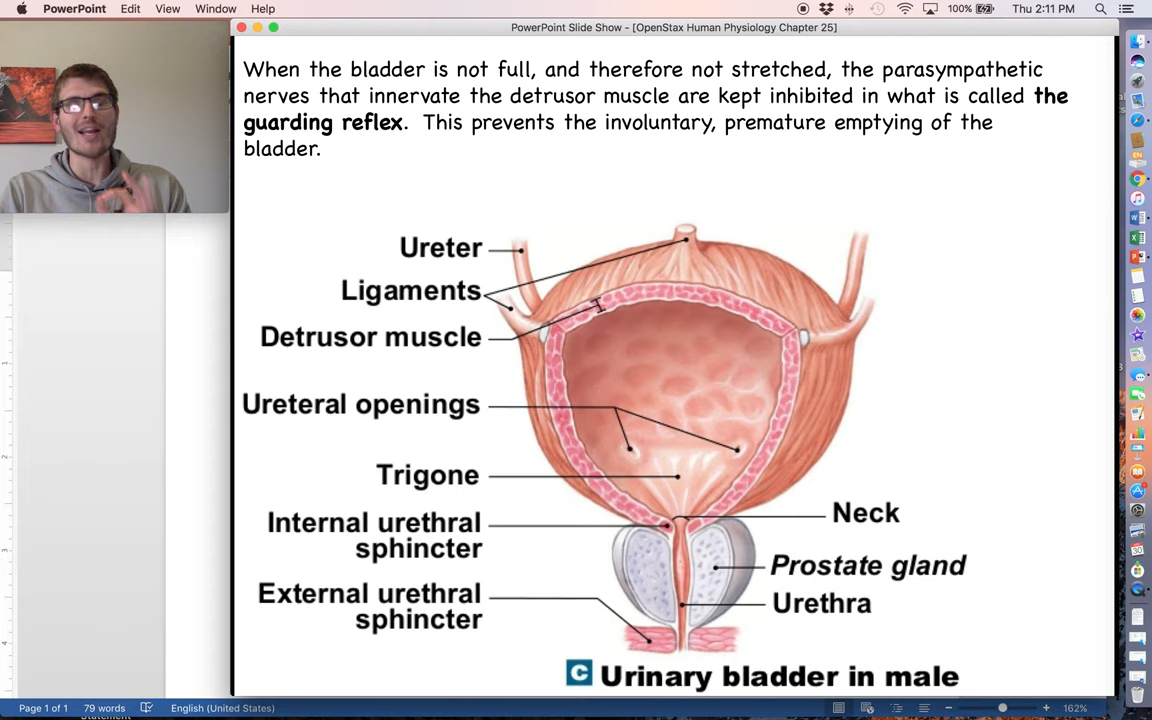 PowerPoint Edit View Window Help 100% Thu 2:11 PM
PowerPoint Slide Show - [OpenStax Human Physiology Chapter 25]
When the bladder is not full, and therefore not stretched, the parasympathetic
nerves that innervate the detrusor muscle are kept inhibited in what is called the
guarding reflex. This prevents the involuntary, premature emptying of the
bladder.
Ureter
Ligaments
Detrusor muscle
Ureteral openings
Trigone
Internal urethral
sphincter
External urethral
sphincter
Neck
Prostate gland
Urethra
C Urinary bladder in male
Page 1 of 1 79 words English (United States) 162%